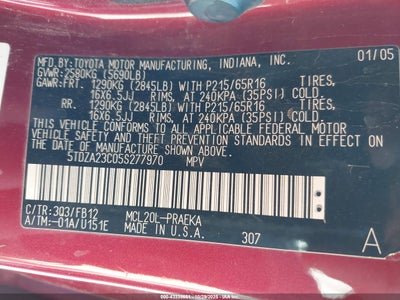 MFD.BY:TOYOTA MOTOR MANUFACTURING, INDIANA, INC. 01/05
GVWR:2580KG (5690LB)
GAWR:FRT. 1290KG (2845LB) WITH P215/65R16 TIRES,
16X6.5JJ RIMS, AT 240KPA (35PSI) COLD.
RR. 1290KG (2845LB) WITH P215/65R16 TIRES,
16X6.5JJ RIMS, AT 240KPA (35PSI) COLD.
THIS VEHICLE CONFORMS TO ALL APPLICABLE FEDERAL MOTOR
VEHICLE SAFETY AND THEFT PREVENTION STANDARDS IN EFFECT ON
THE DATE OF MANUFACTURE SHOWN ABOVE.
5TDZA23C05S277970 MPV
C/TR:3Q3/FB12 MCL20L-PRAEKA
A/TM:-01A/U151E MADE IN U.S.A. 307 A